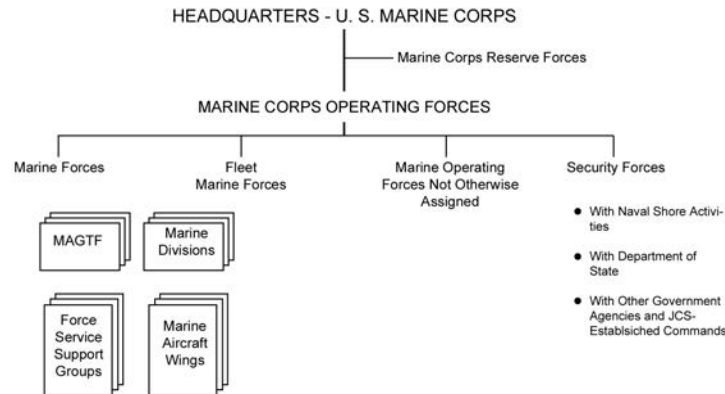 HEADQUARTERS - U. S. MARINE CORPS
Marine Corps Reserve Forces
MARINE CORPS OPERATING FORCES
Marine Forces
Fleet
Marine Forces
Marine Operating
Forces Not Otherwise
Assigned
Security Forces
MAGTF
Marine
Divisions
Force
Service
Support
Groups
Marine
Aircraft
Wings
● With Naval Shore Activi-
ties
● With Department of
State
● With Other Government
Agencies and JCS-
Establsiched Commands